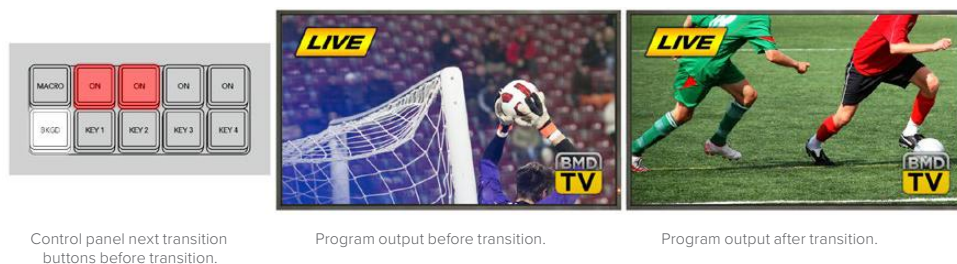 MACRO ON ON ON ON
BKGD KEY 1 KEY 2 KEY 3 KEY 4
LIVE
BMD
TV
LIVE
BMD
TV
Control panel next transition
buttons before transition.
Program output before transition.
Program output after transition.